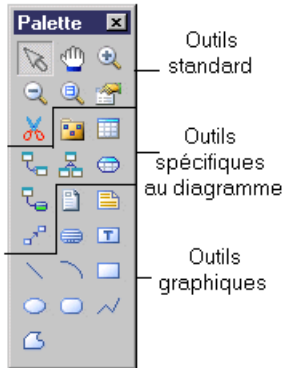 Palette
Outils
standard
Outils
spécifiques
au diagramme
Outils
graphiques
T